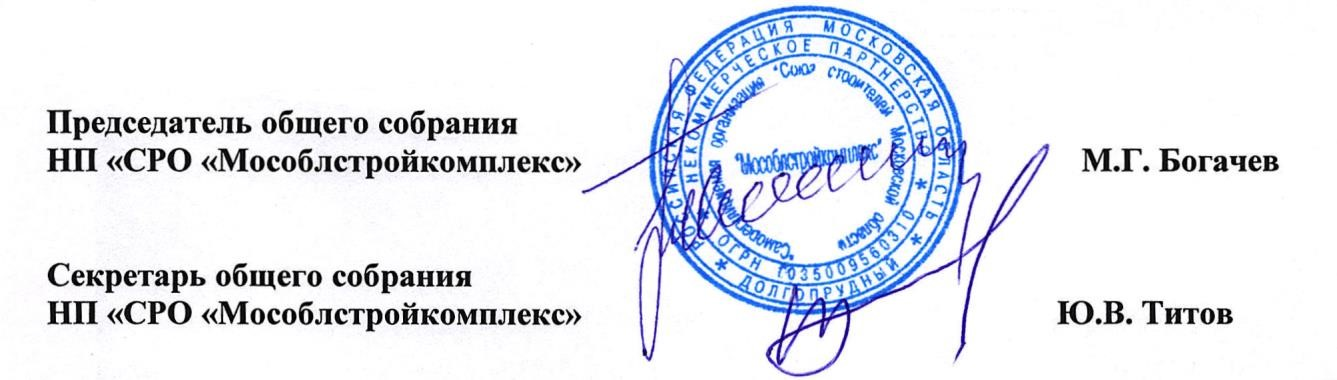 Председатель общего собрания
НП «СРО «Мособлстройкомплекс»
М.Г. Богачев
РОССИЙСКАЯ ФЕДЕРАЦИЯ МОСКОВСКАЯ ОБЛАСТЬ
* ДОЛГОПРУДНЫЙ *
НЕКОММЕРЧЕСКОЕ ПАРТНЕРСТВО
* ОГРН 1035009560310 *
"Саморегулируемая организация "Союз строителей Московской области
"Мособлстройкомплекс"
Секретарь общего собрания
НП «СРО «Мособлстройкомплекс»
Ю.В. Титов